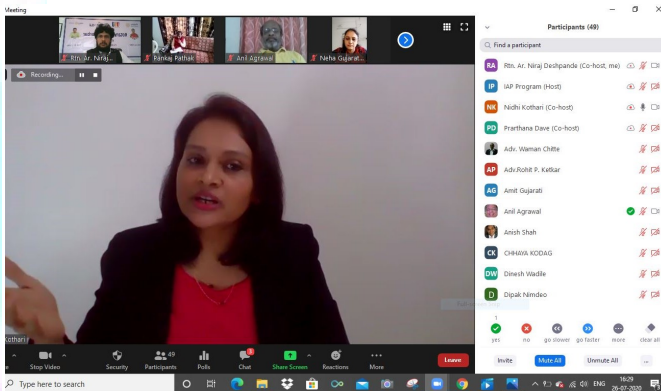 Meeting
Participants (49)
Find a participant
Rtn. Ar. Niraj...
Pankaj Pathak
Anil Agrawal
Neha Gujarat...
Recording...
RA Rtn. Ar. Niraj Deshpande (Co-host, me)
IP IAP Program (Host)
NK Nidhi Kothari (Co-host)
PD Prarthana Dave (Co-host)
Adv. Waman Chitte
AP Adv.Rohit P. Ketkar
AG Amit Gujarati
Anil Agrawal
Anish Shah
CK CHHAYA KODAG
DW Dinesh Wadile
D Dipak Nimdeo
Kothari
1
yes no go slower go faster more clear all
49
Stop Video Security Participants Polls Chat Share Screen Reactions More Leave
Invite Mute All Unmute All ...
Type here to search
ENG
16:29
26-07-2020